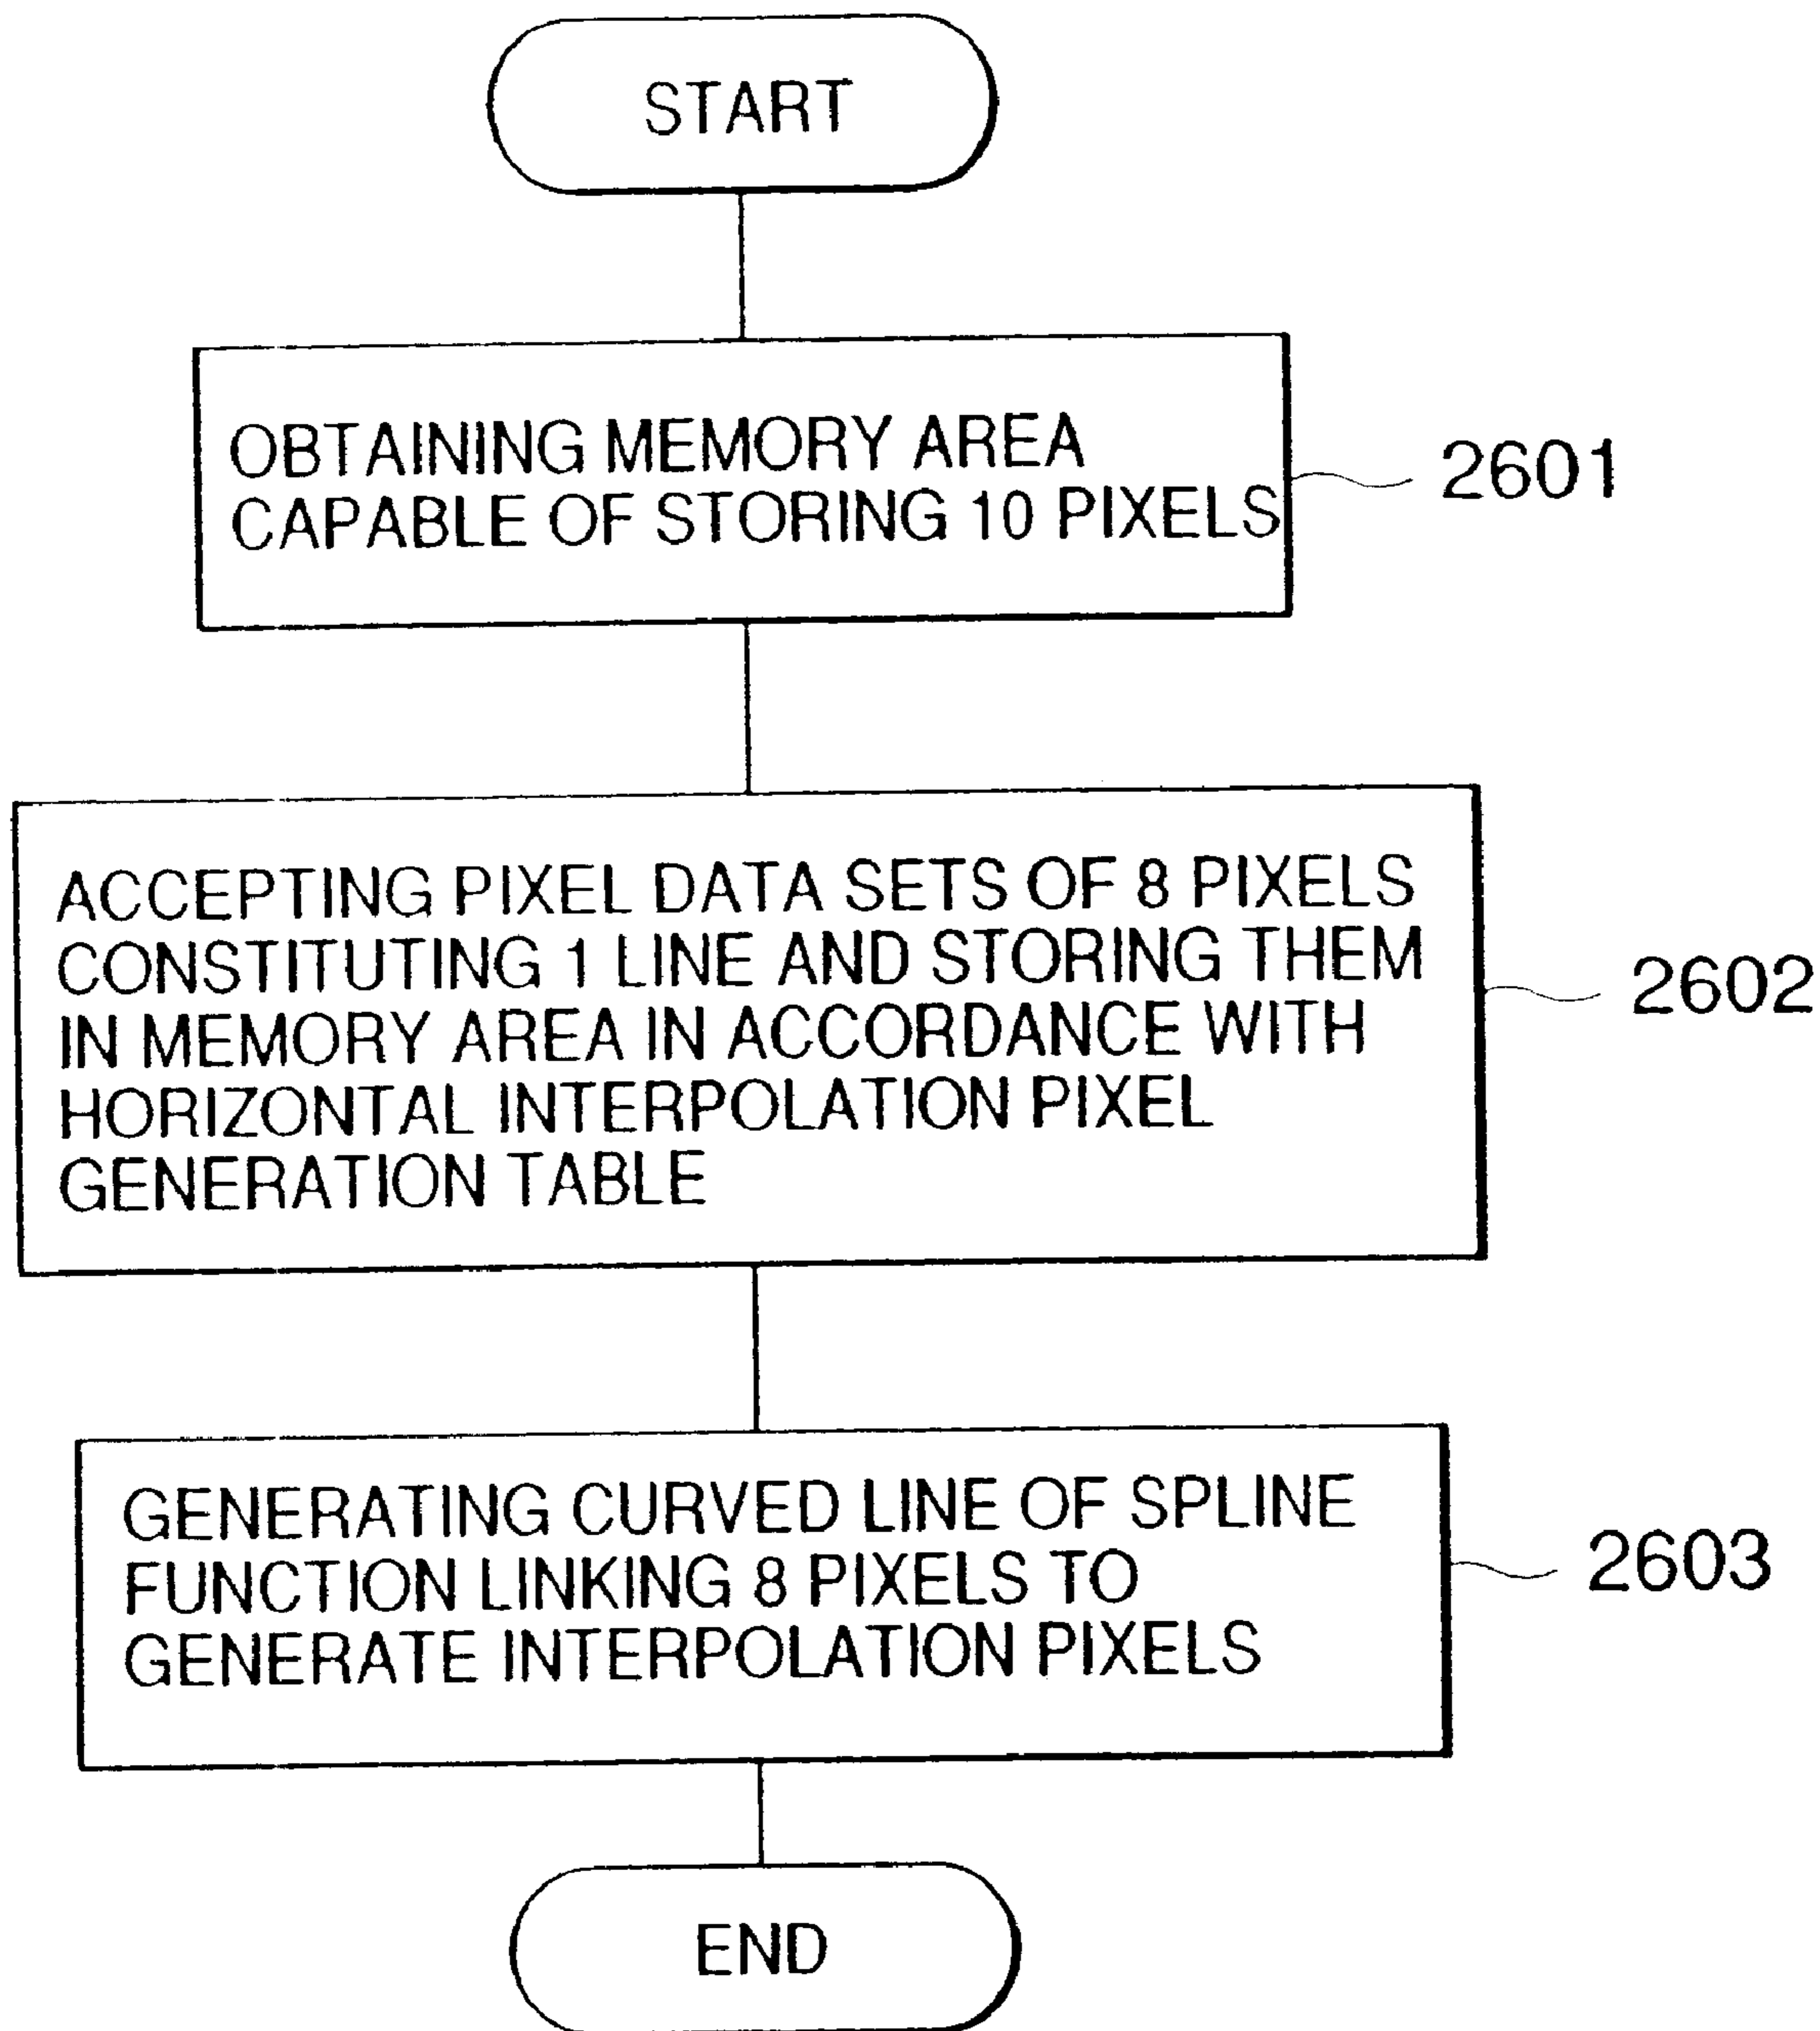 START
OBTAINING MEMORY AREA
CAPABLE OF STORING 10 PIXELS
2601
ACCEPTING PIXEL DATA SETS OF 8 PIXELS
CONSTITUTING 1 LINE AND STORING THEM
IN MEMORY AREA IN ACCORDANCE WITH
HORIZONTAL INTERPOLATION PIXEL
GENERATION TABLE
2602
GENERATING CURVED LINE OF SPLINE
FUNCTION LINKING 8 PIXELS TO
GENERATE INTERPOLATION PIXELS
2603
END